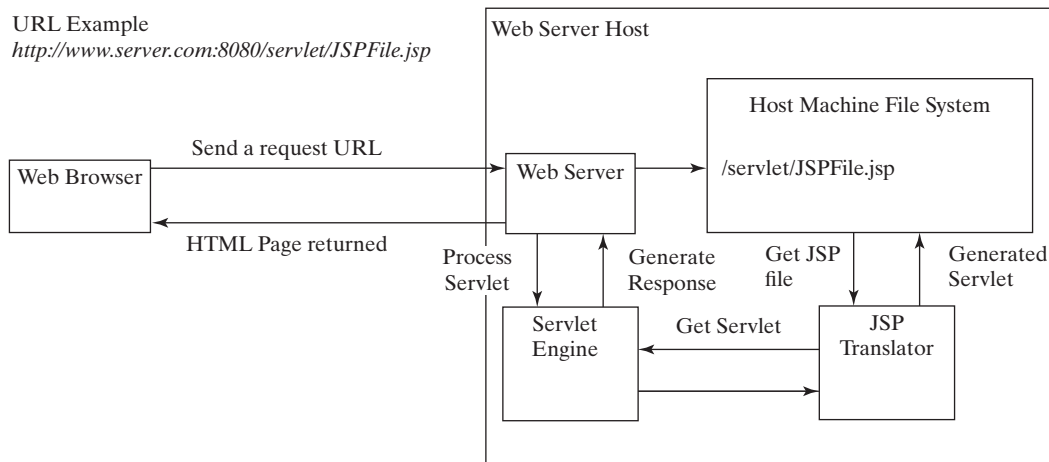 URL Example
http://www.server.com:8080/servlet/JSPFile.jsp
Web Server Host
Host Machine File System
/servlet/JSPFile.jsp
Send a request URL
Web Browser
Web Server
HTML Page returned
Process
Servlet
Generate
Response
Get JSP
file
Generated
Servlet
Servlet
Engine
Get Servlet
JSP
Translator